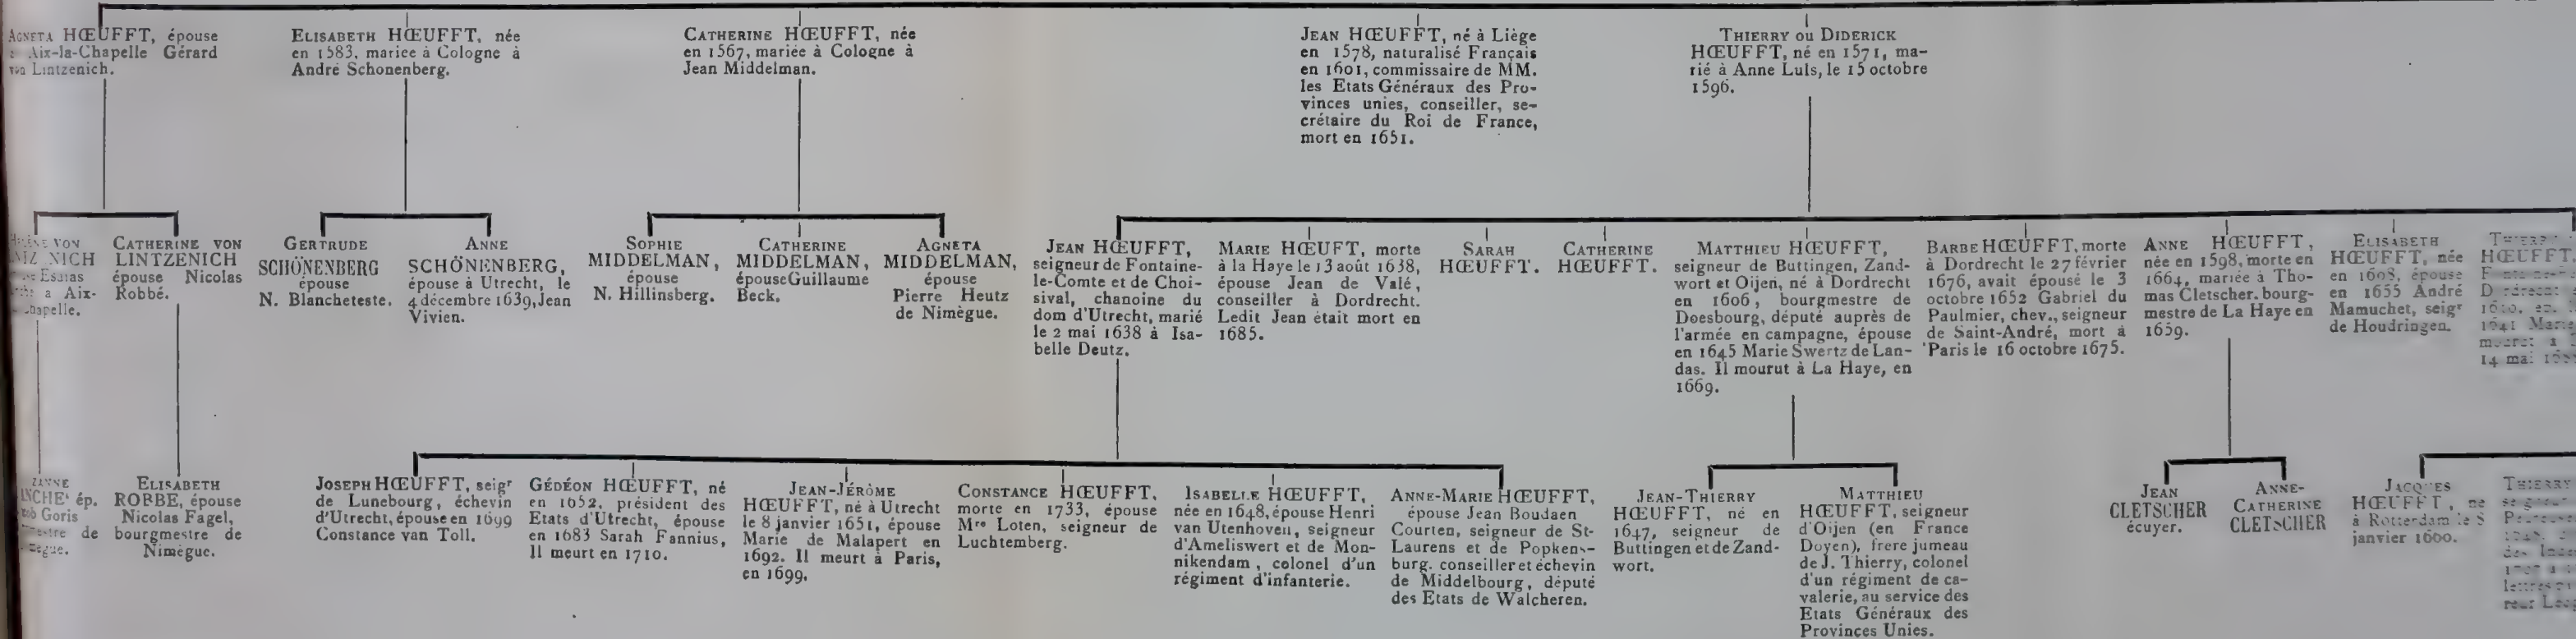 AGNETA HŒUFFT, épouse
à Aix-la-Chapelle Gérard
von Lintzenich.
ELISABETH HŒUFFT, née
en 1583, mariée à Cologne à
André Schonenberg.
CATHERINE HŒUFFT, née
en 1567, mariée à Cologne à
Jean Middelman.
JEAN HŒUFFT, né à Liège
en 1578, naturalisé Français
en 1601, commissaire de MM.
les Etats Généraux des Pro-
vinces unies, conseiller, se-
crétaire du Roi de France,
mort en 1651.
THIERRY ou DIDERICK
HŒUFFT, né en 1571, ma-
rié à Anne Luls, le 15 octobre
1596.
VON
NICH
Essias
à Aix-
Chapelle.
CATHERINE VON
LINTZENICH
épouse Nicolas
Robbé.
GERTRUDE
SCHÖNENBERG
épouse
N. Blancheteste.
ANNE
SCHÖNENBERG,
épouse à Utrecht, le
4 décembre 1639, Jean
Vivien.
SOPHIE
MIDDELMAN,
épouse
N. Hillinsberg.
CATHERINE
MIDDELMAN,
épouse Guillaume
Beck.
AGNETA
MIDDELMAN,
épouse
Pierre Heutz
de Nimègue.
JEAN HŒUFFT,
seigneur de Fontaine-
le-Comte et de Choi-
sival, chanoine du
dom d'Utrecht, marié
le 2 mai 1638 à Isa-
belle Deutz.
MARIE HŒUFT, morte
à la Haye le 13 août 1638,
épouse Jean de Valé,
conseiller à Dordrecht.
Ledit Jean était mort en
1685.
SARAH
HŒUFFT.
CATHERINE
HŒUFFT.
MATTHIEU HŒUFFT,
seigneur de Buttingen, Zand-
wort et Oijen, né à Dordrecht
en 1606, bourgmestre de
Doesbourg, député auprès de
l'armée en campagne, épouse
en 1645 Marie Swertz de Lan-
das. Il mourut à La Haye, en
1669.
BARBE HŒUFFT, morte
à Dordrecht le 27 février
1676, avait épousé le 3
octobre 1652 Gabriel du
Paulmier, chev., seigneur
de Saint-André, mort à
Paris le 16 octobre 1675.
ANNE HŒUFFT,
née en 1598, morte en
1664, mariée à Tho-
mas Cletscher, bourg-
mestre de La Haye en
1659.
ELISABETH
HŒUFFT, née
en 1608, épouse
en 1655 André
Mamuchet, seigr
de Houdringen.
THIERRY
HŒUFFT,
1610,
1641
14 mai
ép.
Goris
de
ELISABETH
ROBBE, épouse
Nicolas Fagel,
bourgmestre de
Nimègue.
JOSEPH HŒUFFT, seigr
de Lunebourg, échevin
d'Utrecht, épouse en 1699
Constance van Toll.
GÉDÉON HŒUFFT, né
en 1652, président des
Etats d'Utrecht, épouse
en 1683 Sarah Fannius,
Il meurt en 1710.
JEAN-JÉRÔME
HŒUFFT, né à Utrecht
le 8 janvier 1651, épouse
Marie de Malapert en
1692. Il meurt à Paris,
en 1699.
CONSTANCE HŒUFFT,
morte en 1733, épouse
Mre Loten, seigneur de
Luchtemberg.
ISABELLE HŒUFFT,
née en 1648, épouse Henri
van Utenhoven, seigneur
d'Ameliswert et de Mon-
nikendam, colonel d'un
régiment d'infanterie.
ANNE-MARIE HŒUFFT,
épouse Jean Boudaen
Courten, seigneur de St-
Laurens et de Popkens-
burg, conseiller et échevin
de Middelbourg, député
des Etats de Walcheren.
JEAN-THIERRY
HŒUFFT, né en
1647, seigneur de
Buttingen et de Zand-
wort.
MATTHIEU
HŒUFFT, seigneur
d'Oijen (en France
Doyen), frère jumeau
de J. Thierry, colonel
d'un régiment de ca-
valerie, au service des
Etats Généraux des
Provinces Unies.
JEAN
CLETSCHER
écuyer.
ANNE-
CATHERINE
CLETSCHER
JACQUES
HŒUFFT, né
à Rotterdam le 8
janvier 1600.
THIERRY